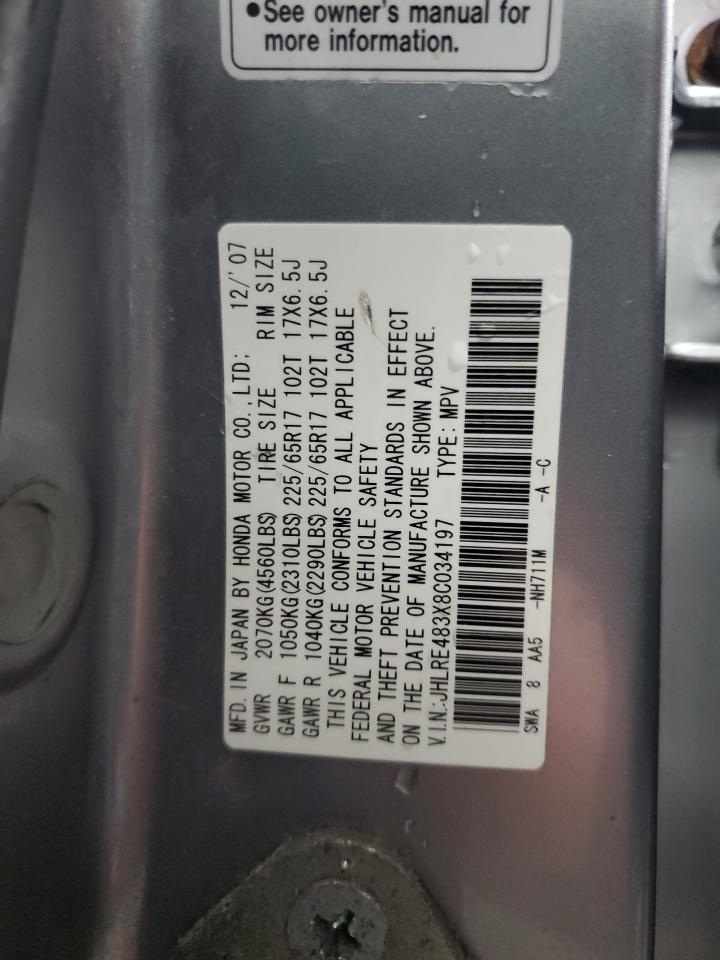 ●See owner's manual for
more information.
MFD. IN JAPAN BY HONDA MOTOR CO., LTD; 12/'07
GVWR 2070KG(4560LBS) TIRE SIZE RIM SIZE
GAWR F 1050KG(2310LBS) 225/65R17 102T 17X6.5J
GAWR R 1040KG(2290LBS) 225/65R17 102T 17X6.5J
THIS VEHICLE CONFORMS TO ALL APPLICABLE
FEDERAL MOTOR VEHICLE SAFETY
AND THEFT PREVENTION STANDARDS IN EFFECT
ON THE DATE OF MANUFACTURE SHOWN ABOVE.
V.I.N.:JHLRE483X8C034197 TYPE: MPV
SWA 8 AA5 -NH711M -A -C